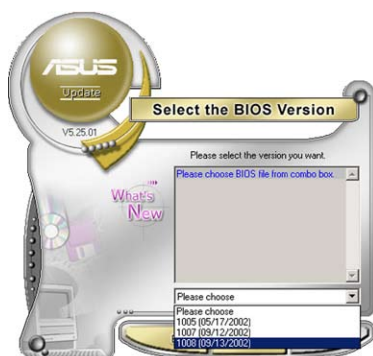 ASUS
Update
V5.25.01
Select the BIOS Version
Please select the version you want.
Please choose BIOS file from combo box.
What's
New
Please choose
Please choose
1005 (05/17/2002)
1007 (09/12/2002)
1008 (09/13/2002)